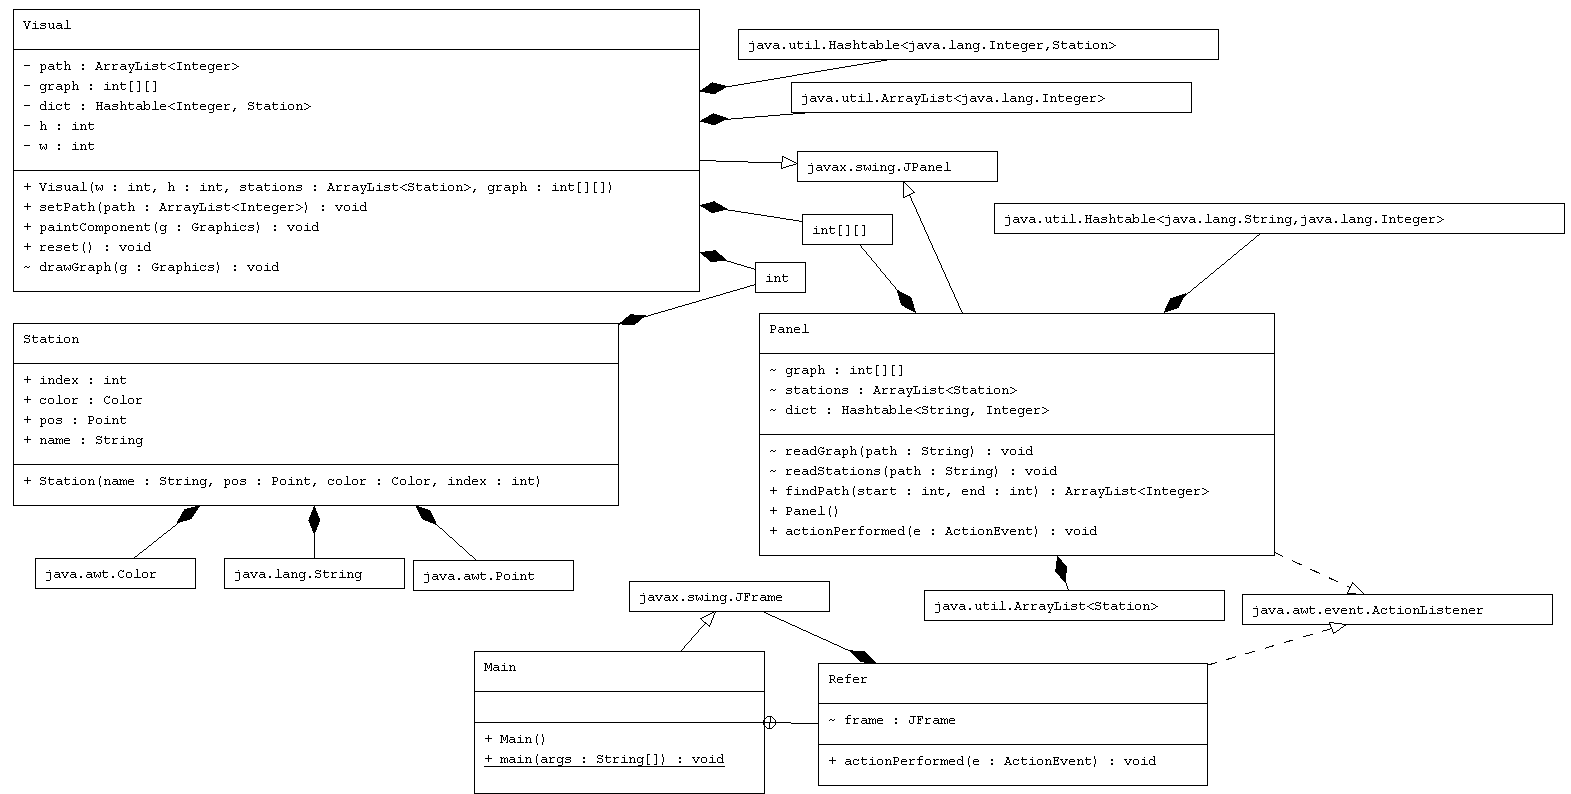 Visual
- path : ArrayList<Integer>
- graph : int[][]
- dict : Hashtable<Integer, Station>
- h : int
- w : int
+ Visual(w : int, h : int, stations : ArrayList<Station>, graph : int[][])
+ setPath(path : ArrayList<Integer>) : void
+ paintComponent(g : Graphics) : void
+ reset() : void
~ drawGraph(g : Graphics) : void
java.util.Hashtable<java.lang.Integer,Station>
java.util.ArrayList<java.lang.Integer>
javax.swing.JPanel
int[][]
java.util.Hashtable<java.lang.String,java.lang.Integer>
int
Station
+ index : int
+ color : Color
+ pos : Point
+ name : String
+ Station(name : String, pos : Point, color : Color, index : int)
Panel
~ graph : int[][]
~ stations : ArrayList<Station>
~ dict : Hashtable<String, Integer>
~ readGraph(path : String) : void
~ readStations(path : String) : void
+ findPath(start : int, end : int) : ArrayList<Integer>
+ Panel()
+ actionPerformed(e : ActionEvent) : void
java.awt.Color
java.lang.String
java.awt.Point
javax.swing.JFrame
java.util.ArrayList<Station>
java.awt.event.ActionListener
Main
+ Main()
+ main(args : String[]) : void
Refer
~ frame : JFrame
+ actionPerformed(e : ActionEvent) : void